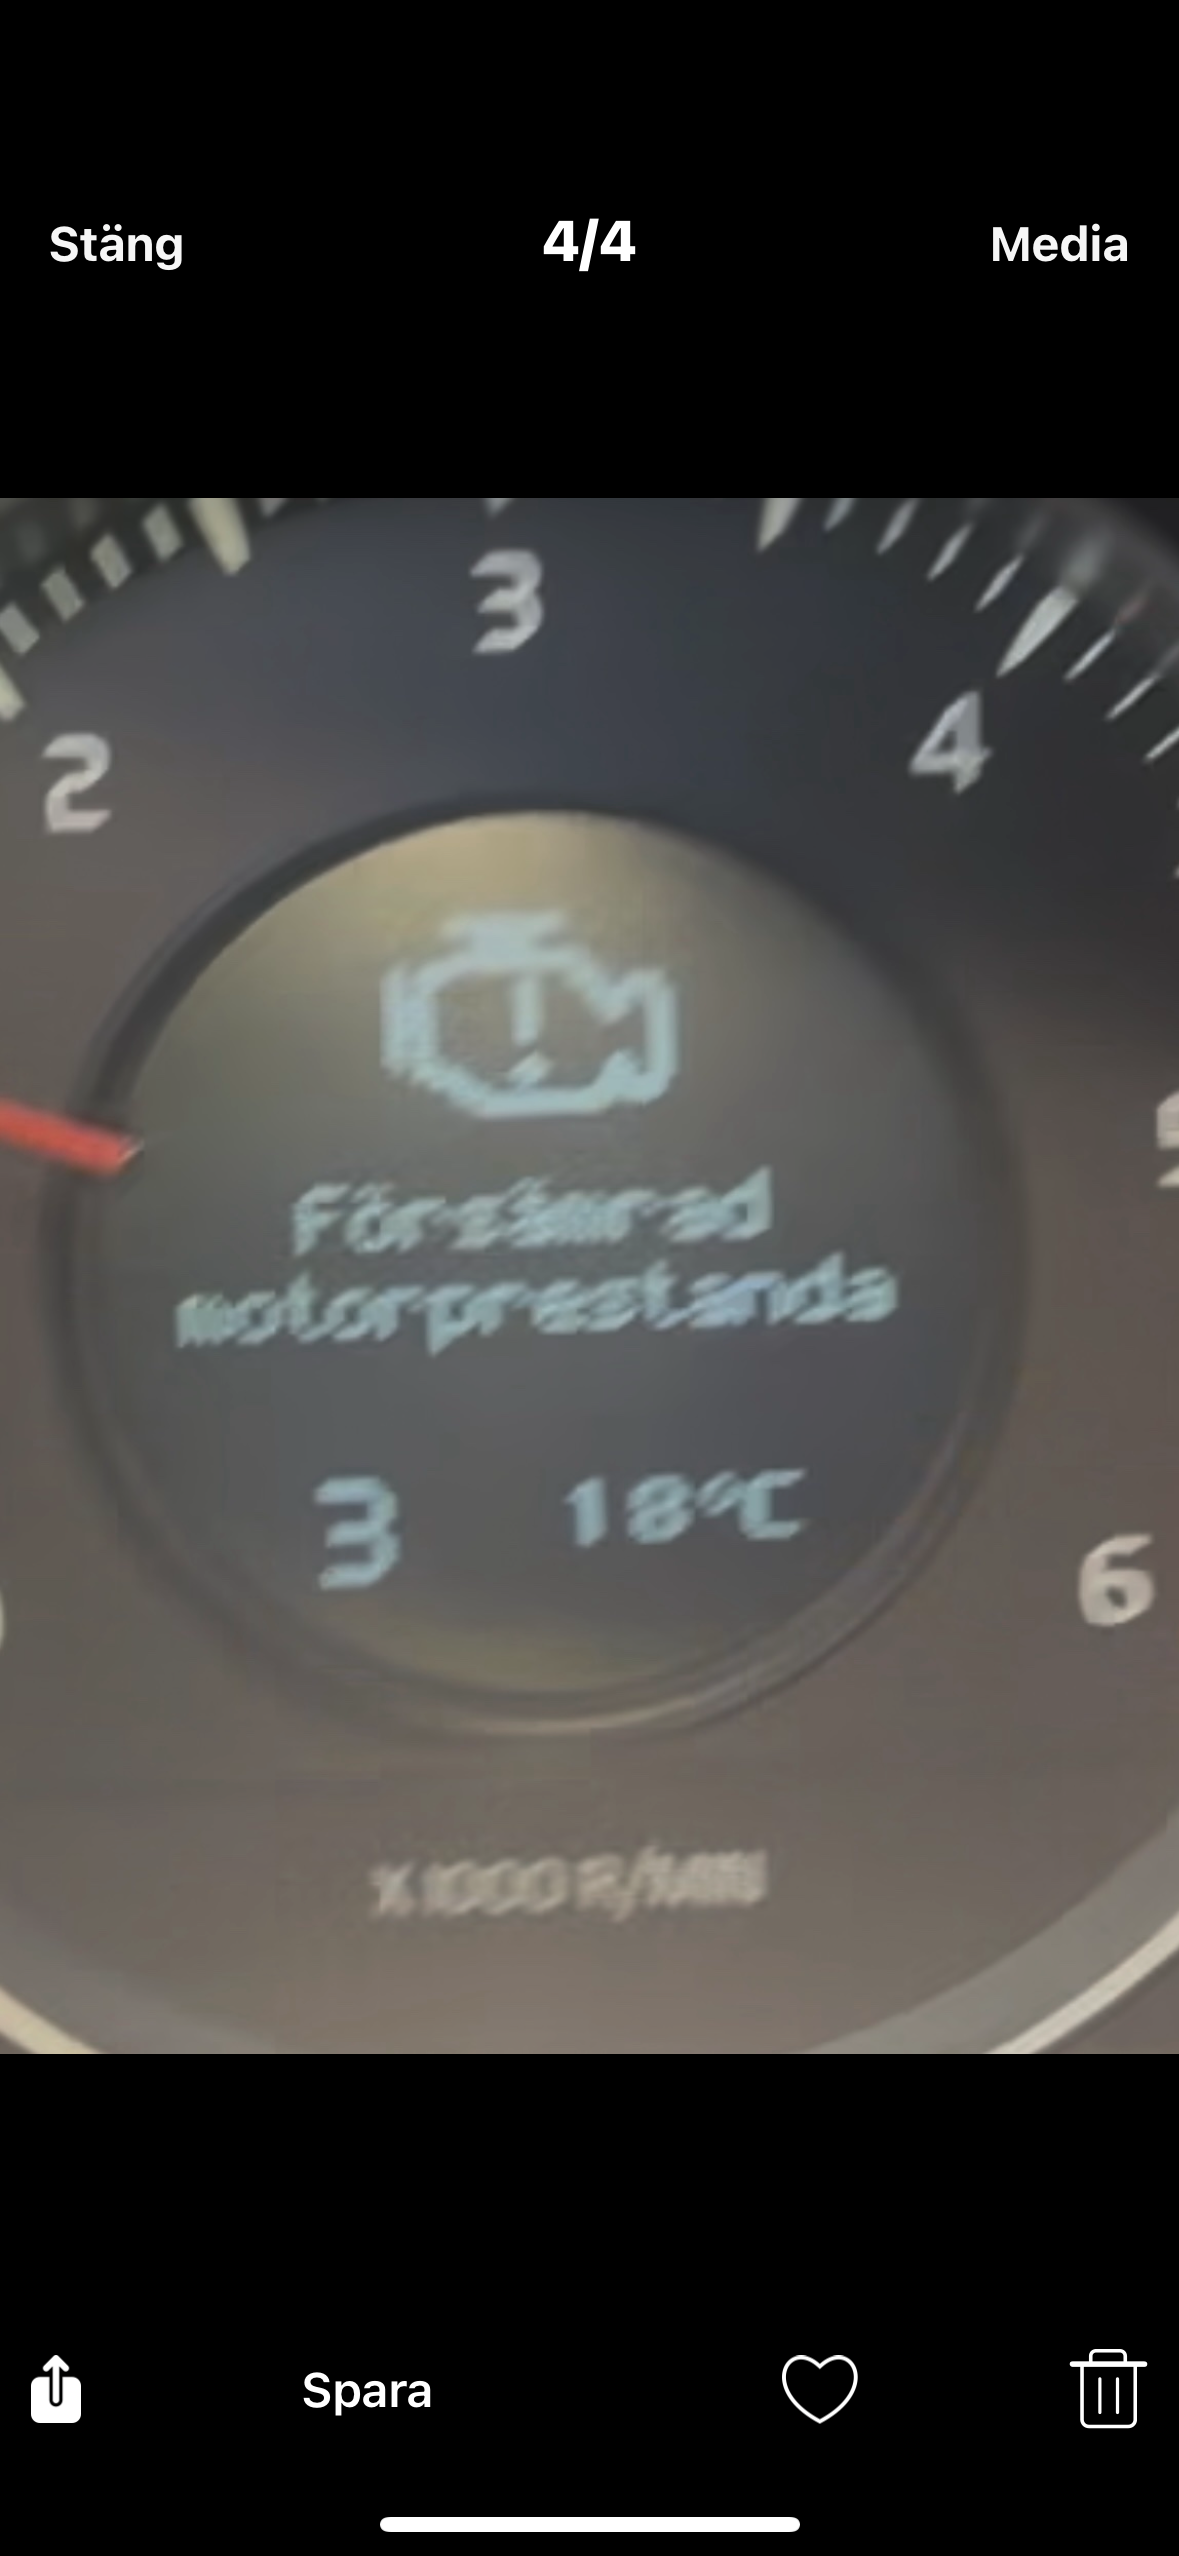 Stäng 4/4 Media
3
4
2
Försämrad
motorprestanda
3 18°C
6
X1000 R/MIN
Spara